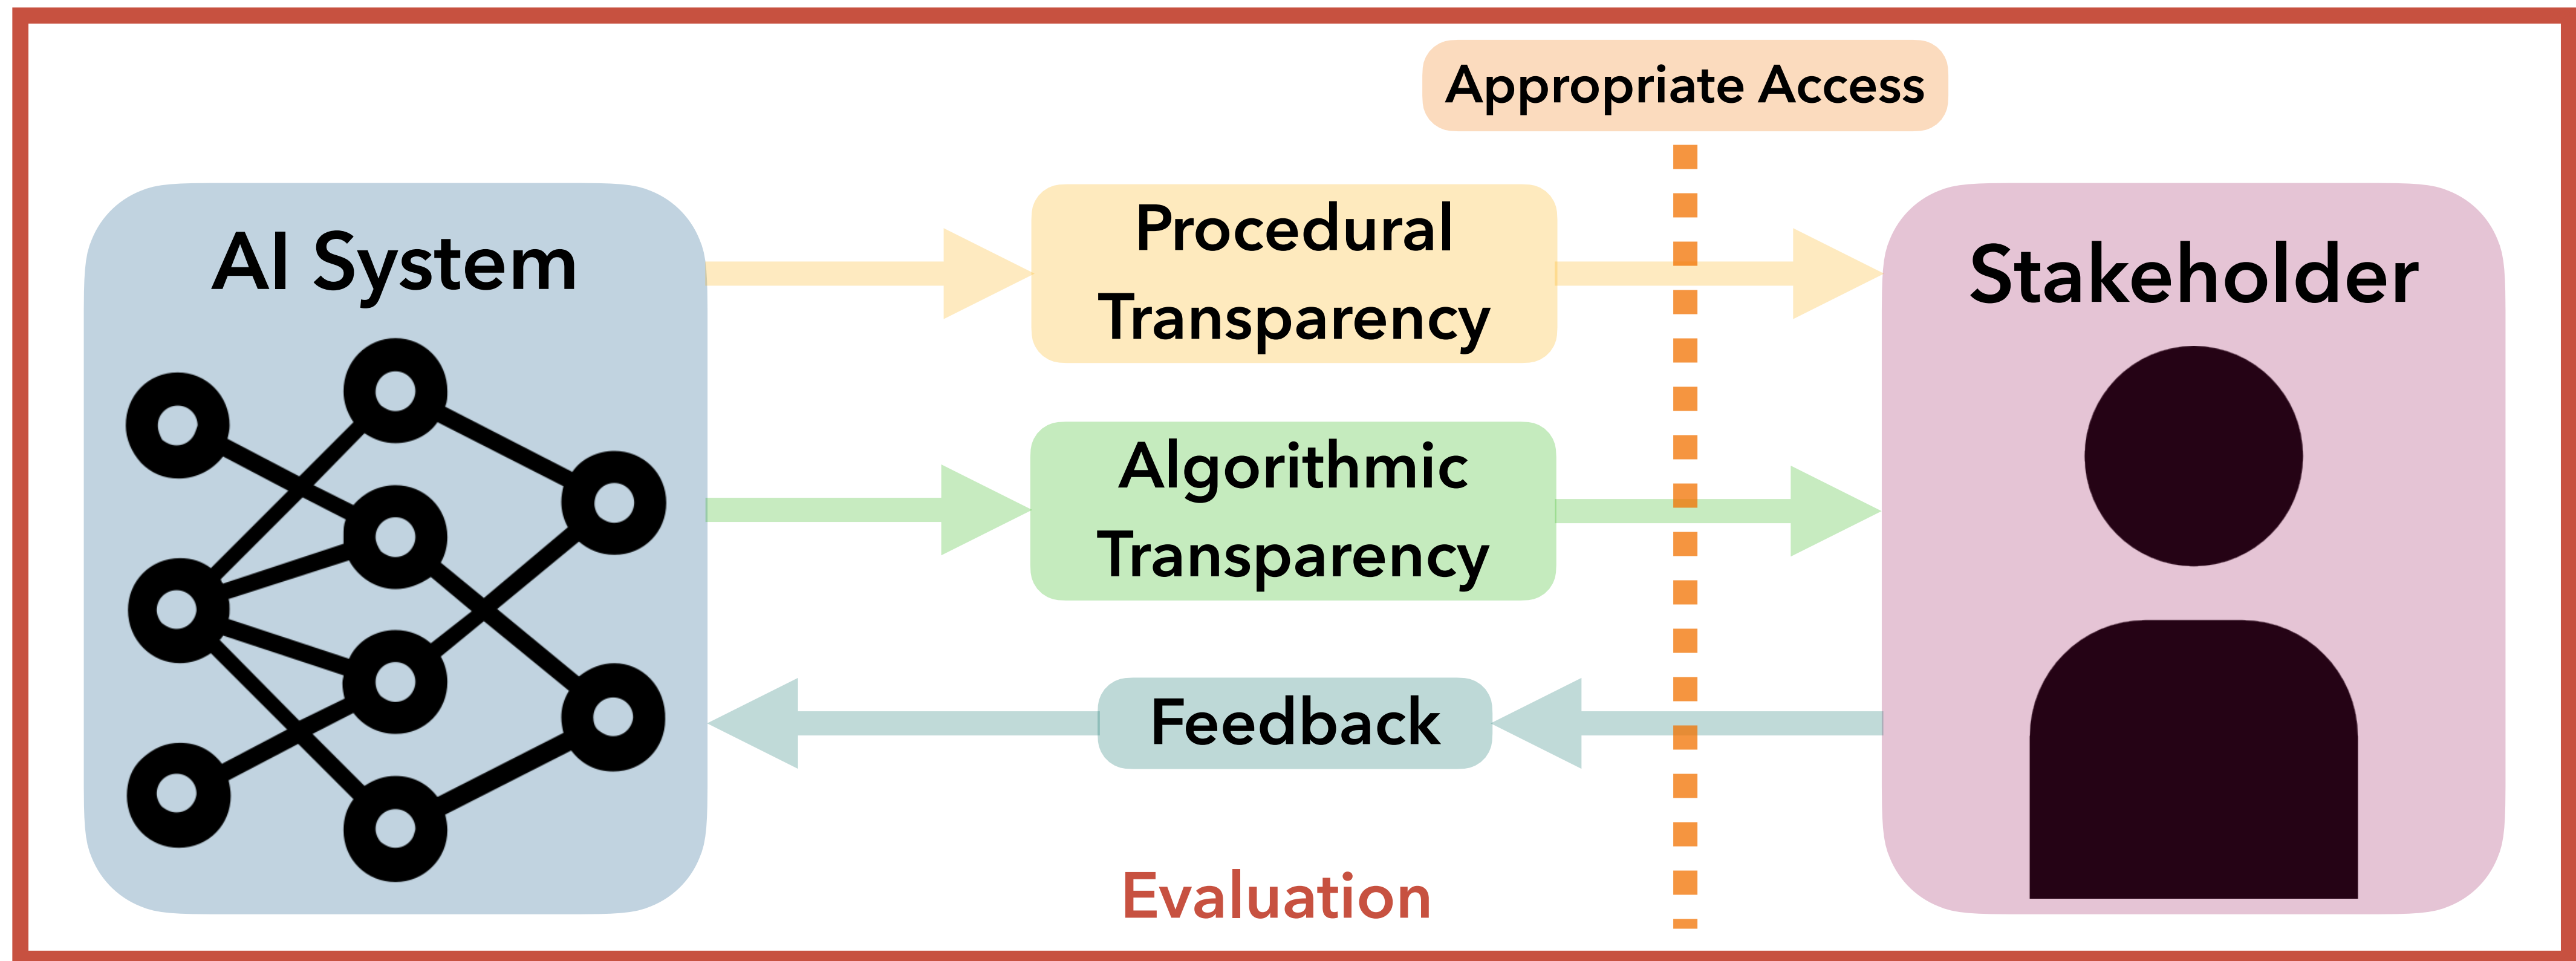 Appropriate Access
AI System
Procedural
Transparency
Stakeholder
Algorithmic
Transparency
Feedback
Evaluation